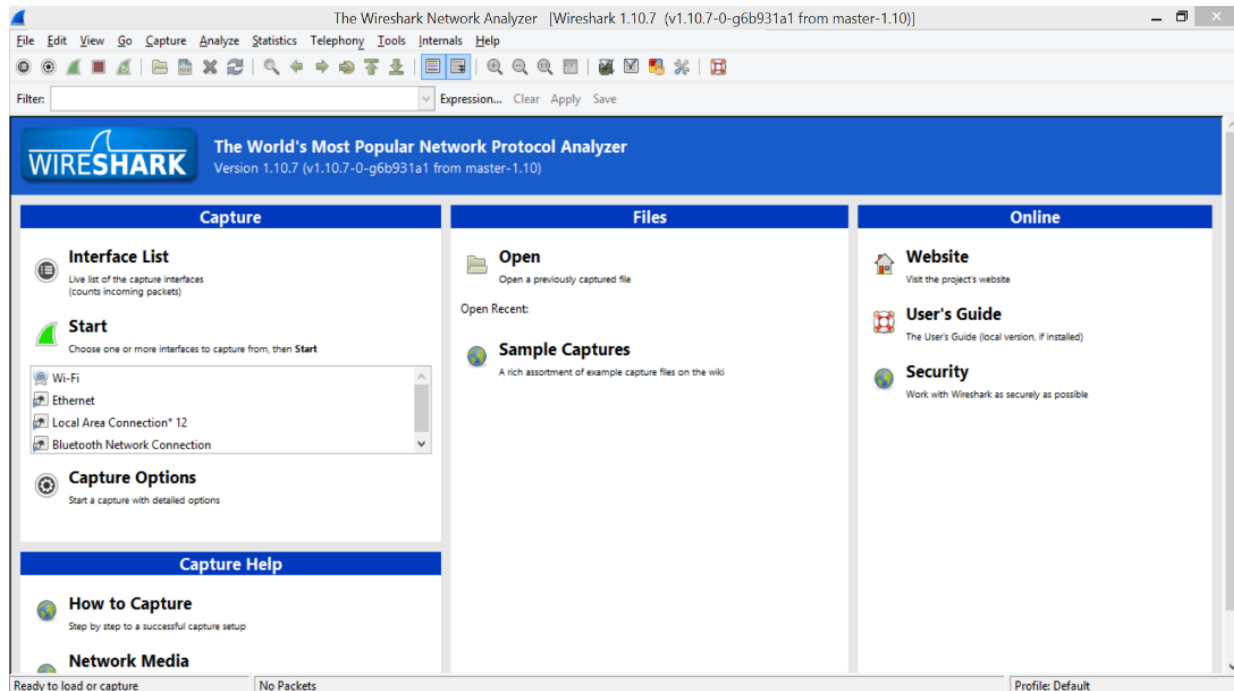 The Wireshark Network Analyzer [Wireshark 1.10.7 (v1.10.7-0-g6b931a1 from master-1.10)]
File Edit View Go Capture Analyze Statistics Telephony Tools Internals Help
Filter: Expression... Clear Apply Save
WIRESHARK
The World's Most Popular Network Protocol Analyzer
Version 1.10.7 (v1.10.7-0-g6b931a1 from master-1.10)
Capture
Interface List
Live list of the capture interfaces
(counts incoming packets)
Start
Choose one or more interfaces to capture from, then Start
Wi-Fi
Ethernet
Local Area Connection* 12
Bluetooth Network Connection
Capture Options
Start a capture with detailed options
Capture Help
How to Capture
Step by step to a successful capture setup
Network Media
Files
Open
Open a previously captured file
Open Recent:
Sample Captures
A rich assortment of example capture files on the wiki
Online
Website
Visit the project's website
User's Guide
The User's Guide (local version, if installed)
Security
Work with Wireshark as securely as possible
Ready to load or capture
No Packets
Profile: Default